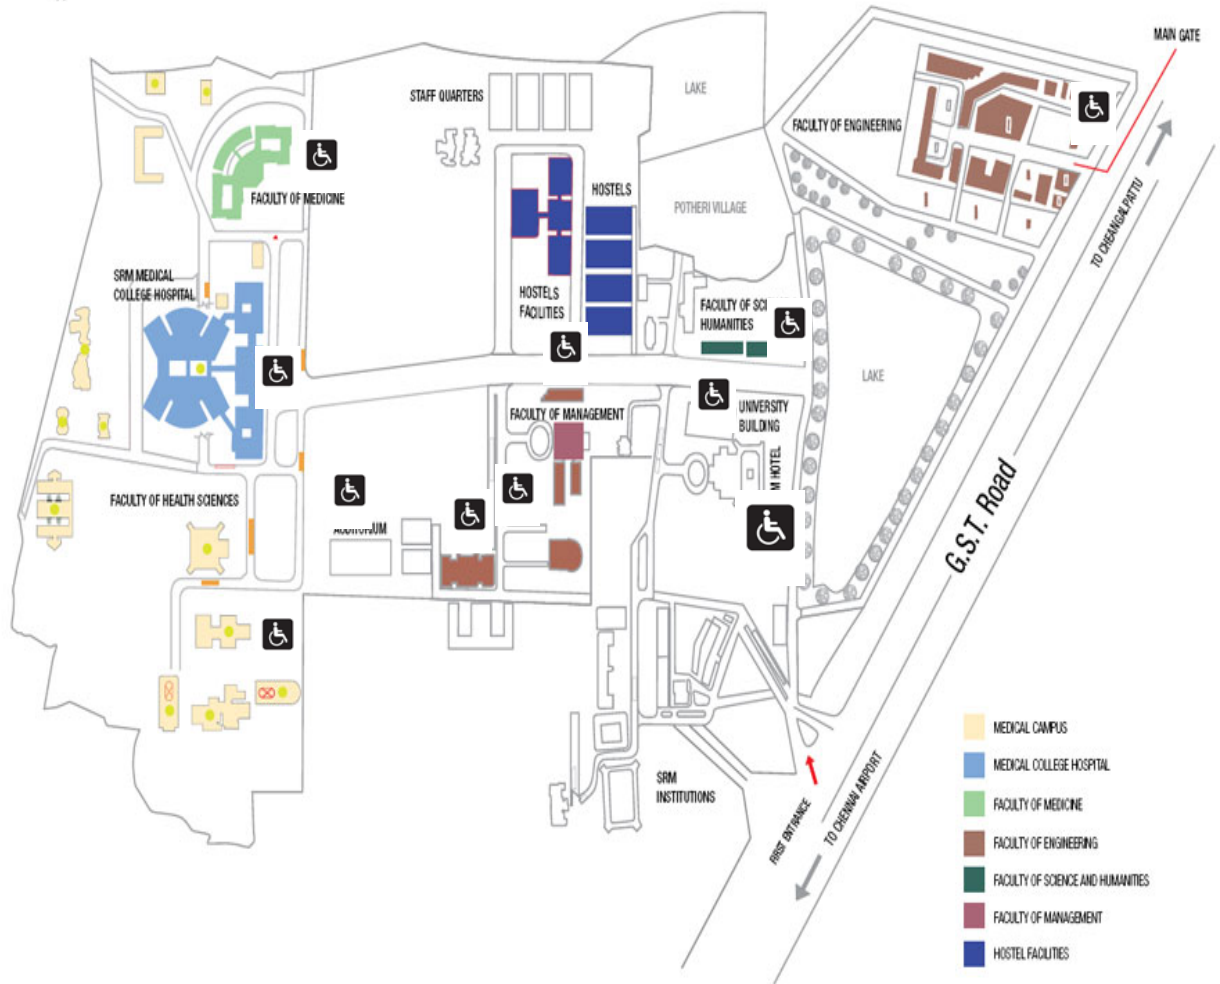 MAIN GATE
STAFF QUARTERS
LAKE
FACULTY OF ENGINEERING
FACULTY OF MEDICINE
HOSTELS
POTHERI VILLAGE
TO CHEANGALPATTU
SRM MEDICAL
COLLEGE HOSPITAL
HOSTELS
FACILITIES
FACULTY OF SCI
HUMANITIES
LAKE
FACULTY OF MANAGEMENT
UNIVERSITY
BUILDING
M HOTEL
FACULTY OF HEALTH SCIENCES
AUDITORIUM
G.S.T. Road
SRM
INSTITUTIONS
FIRST ENTRANCE
TO CHENNAI AIRPORT
MEDICAL CAMPUS
MEDICAL COLLEGE HOSPITAL
FACULTY OF MEDICINE
FACULTY OF ENGINEERING
FACULTY OF SCIENCE AND HUMANITIES
FACULTY OF MANAGEMENT
HOSTEL FACILITIES